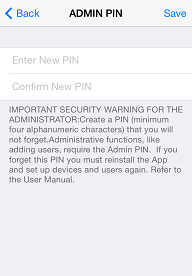 Back ADMIN PIN Save
Enter New PIN
Confirm New PIN
IMPORTANT SECURITY WARNING FOR THE
ADMINISTRATOR:Create a PIN (minimum
four alphanumeric characters) that you will
not forget.Administrative functions, like
adding users, require the Admin PIN.  If you
forget this PIN you must reinstall the App
and set up devices and users again. Refer to
the User Manual.